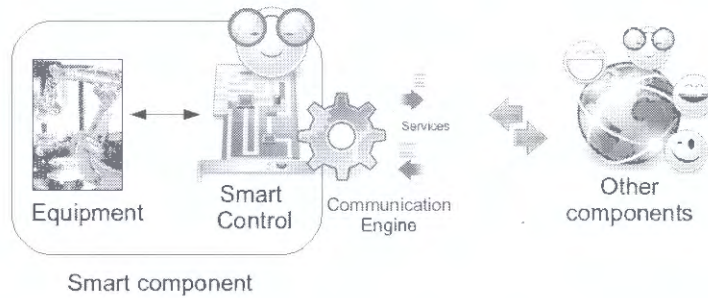 Equipment
Smart
Control
Services
Communication
Engine
Other
components
Smart component